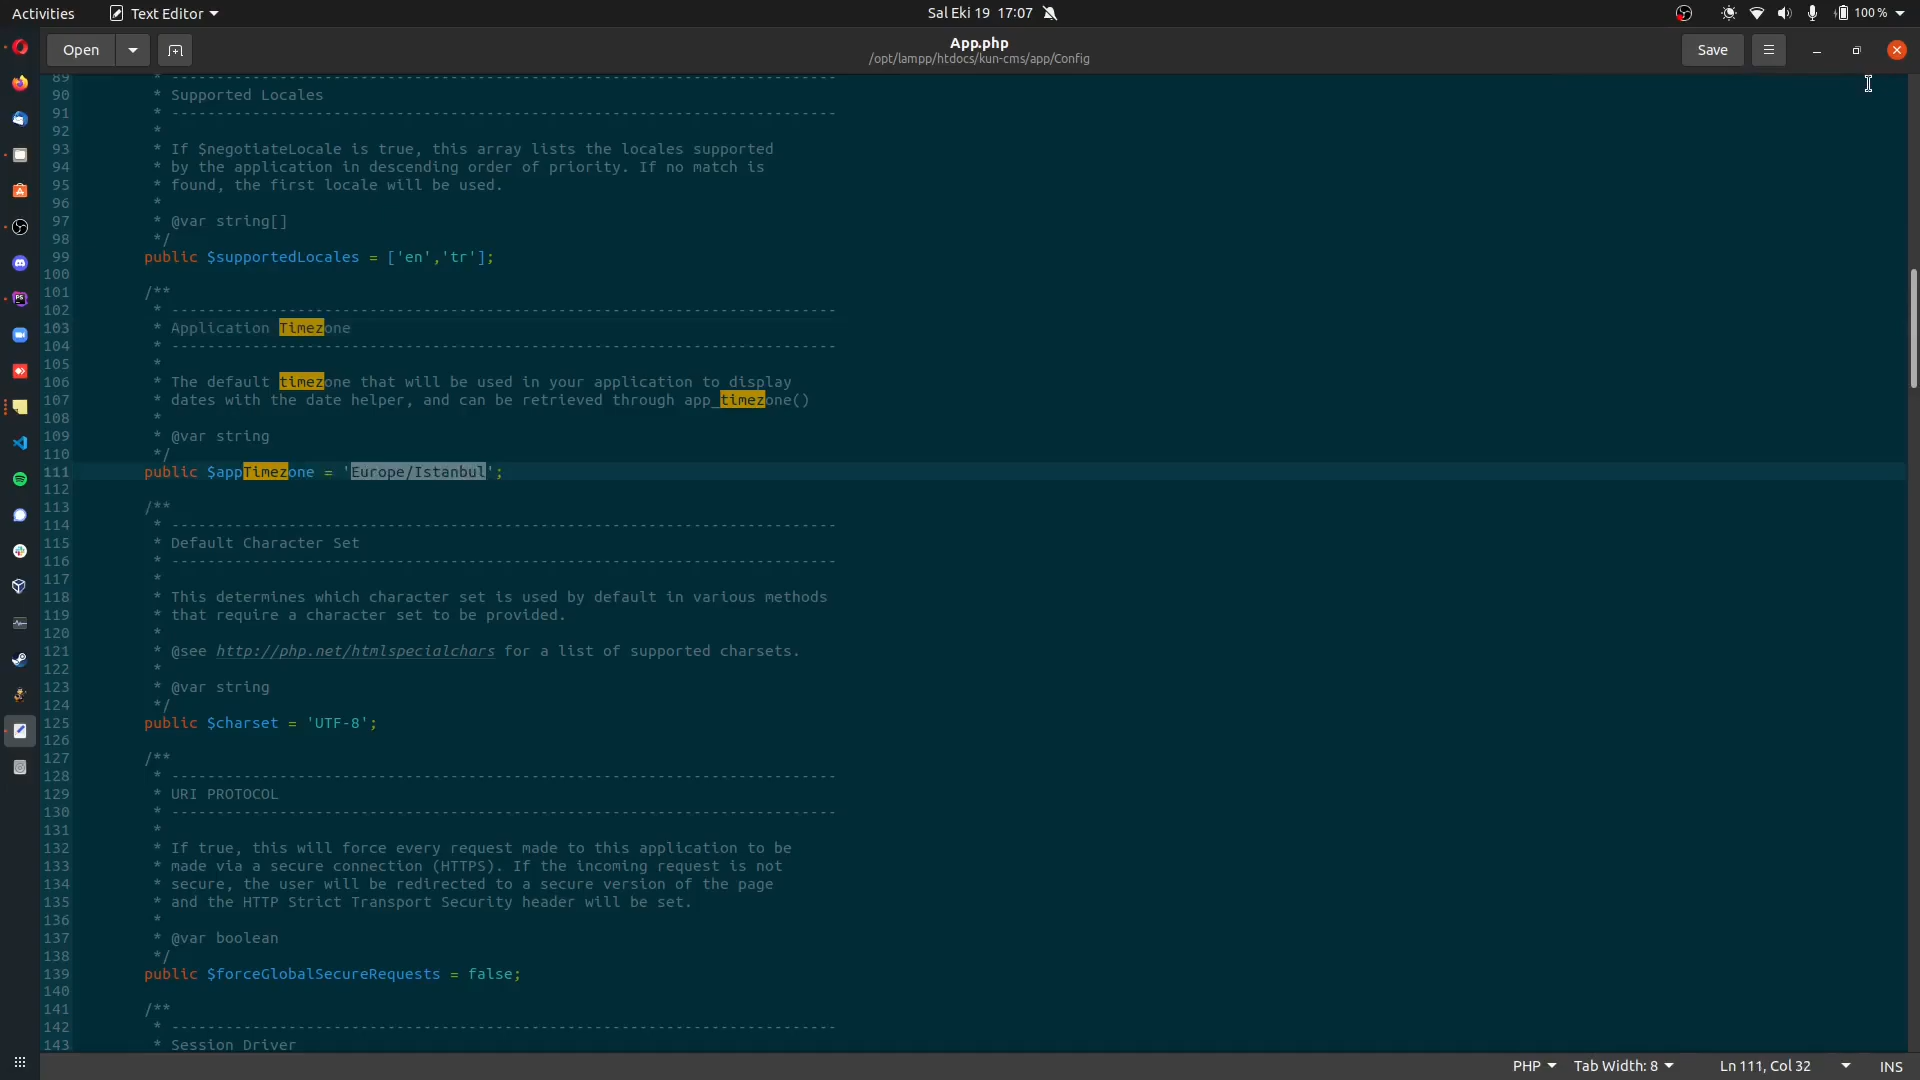 Activities
Text Editor
Sal Eki 19 17:07
100 %
Open
App.php
/opt/lampp/htdocs/kun-cms/app/Config
Save
89 * --------------------------------------------------------------------------
90 * Supported Locales
91 * --------------------------------------------------------------------------
92 *
93 * If $negotiateLocale is true, this array lists the locales supported
94 * by the application in descending order of priority. If no match is
95 * found, the first locale will be used.
96 *
97 * @var string[]
98 */
99 public $supportedLocales = ['en','tr'];
100
101 /**
102 * --------------------------------------------------------------------------
103 * Application Timezone
104 * --------------------------------------------------------------------------
105 *
106 * The default timezone that will be used in your application to display
107 * dates with the date helper, and can be retrieved through app_timezone()
108 *
109 * @var string
110 */
111 public $appTimezone = 'Europe/Istanbul';
112
113 /**
114 * --------------------------------------------------------------------------
115 * Default Character Set
116 * --------------------------------------------------------------------------
117 *
118 * This determines which character set is used by default in various methods
119 * that require a character set to be provided.
120 *
121 * @see http://php.net/htmlspecialchars for a list of supported charsets.
122 *
123 * @var string
124 */
125 public $charset = 'UTF-8';
126
127 /**
128 * --------------------------------------------------------------------------
129 * URI PROTOCOL
130 * --------------------------------------------------------------------------
131 *
132 * If true, this will force every request made to this application to be
133 * made via a secure connection (HTTPS). If the incoming request is not
134 * secure, the user will be redirected to a secure version of the page
135 * and the HTTP Strict Transport Security header will be set.
136 *
137 * @var boolean
138 */
139 public $forceGlobalSecureRequests = false;
140
141 /**
142 * --------------------------------------------------------------------------
143 * Session Driver
PHP
Tab Width: 8
Ln 111, Col 32
INS